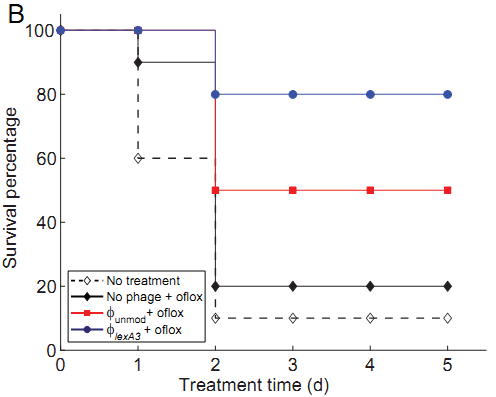 B
Survival percentage
100
80
60
40
20
0
No treatment
No phage + oflox
ϕunmod + oflox
ϕlexA3 + oflox
0 1 2 3 4 5
Treatment time (d)